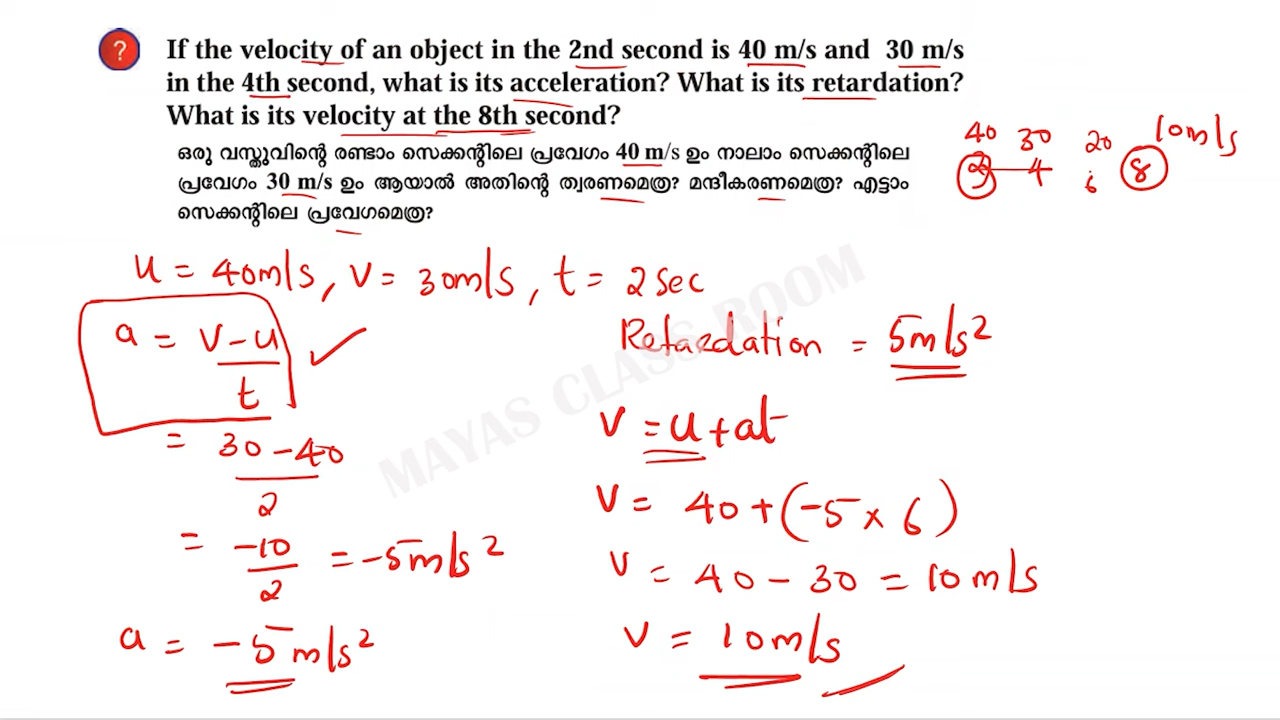 ?
If the velocity of an object in the 2nd second is 40 m/s and 30 m/s
in the 4th second, what is its acceleration? What is its retardation?
What is its velocity at the 8th second?
ഒരു വസ്തുവിന്റെ രണ്ടാം സെക്കന്റിലെ പ്രവേഗം 40 m/s ഉം നാലാം സെക്കന്റിലെ
പ്രവേഗം 30 m/s ഉം ആയാൽ അതിന്റെ ത്വരണമെത്ര? മന്ദീകരണമെത്ര? എട്ടാം
സെക്കന്റിലെ പ്രവേഗമെത്ര?
40 30 20 10m/s
2 4 6 8
u = 40m/s, v = 30m/s, t = 2 sec
a = v-u
t
= 30-40
2
= -10
2
= -5m/s²
a = -5m/s²
Retardation = 5m/s²
v = u+at
v = 40+(-5×6)
v = 40-30 = 10m/s
v = 10m/s
MAYAS CLASS ROOM